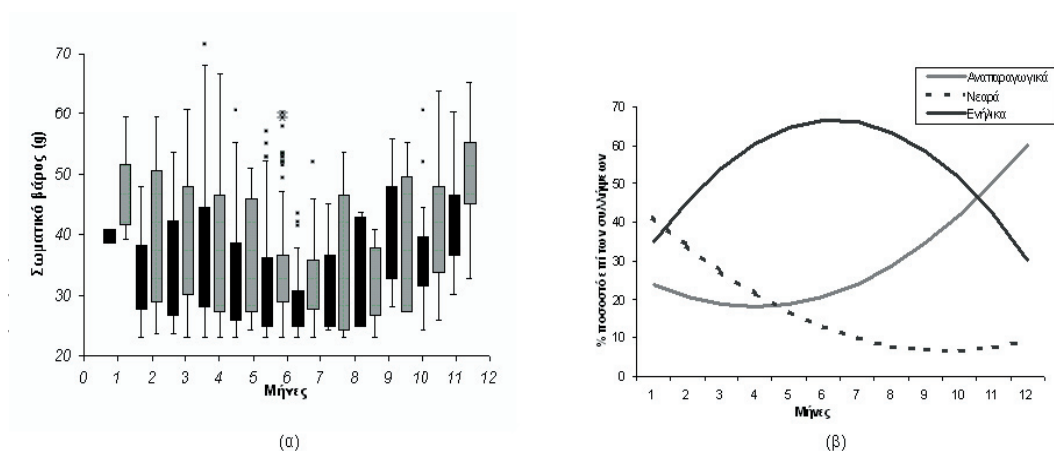 Σωματικό βάρος (g)
70
60
50
40
30
20
0 1 2 3 4 5 6 7 8 9 10 11 12
Μήνες
(α)
Αναπαραγωγικά
Νεαρά
Ενήλικα
% ποσοστό επί των συλλήψεων
70
60
50
40
30
20
10
0
1 2 3 4 5 6 7 8 9 10 11 12
Μήνες
(β)